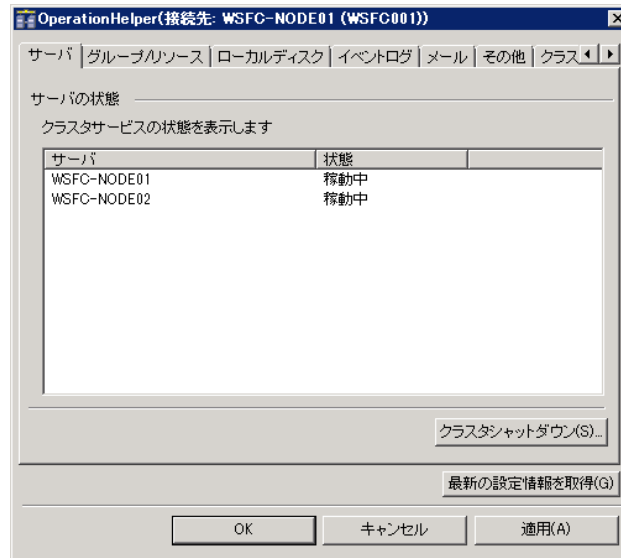 OperationHelper(接続先: WSFC-NODE01 (WSFC001))
サーバ グループ/リソース ローカルディスク イベントログ メール その他 クラス
サーバの状態
クラスタサービスの状態を表示します
サーバ 状態
WSFC-NODE01 稼動中
WSFC-NODE02 稼動中
クラスタシャットダウン(S)...
最新の設定情報を取得(G)
OK キャンセル 適用(A)